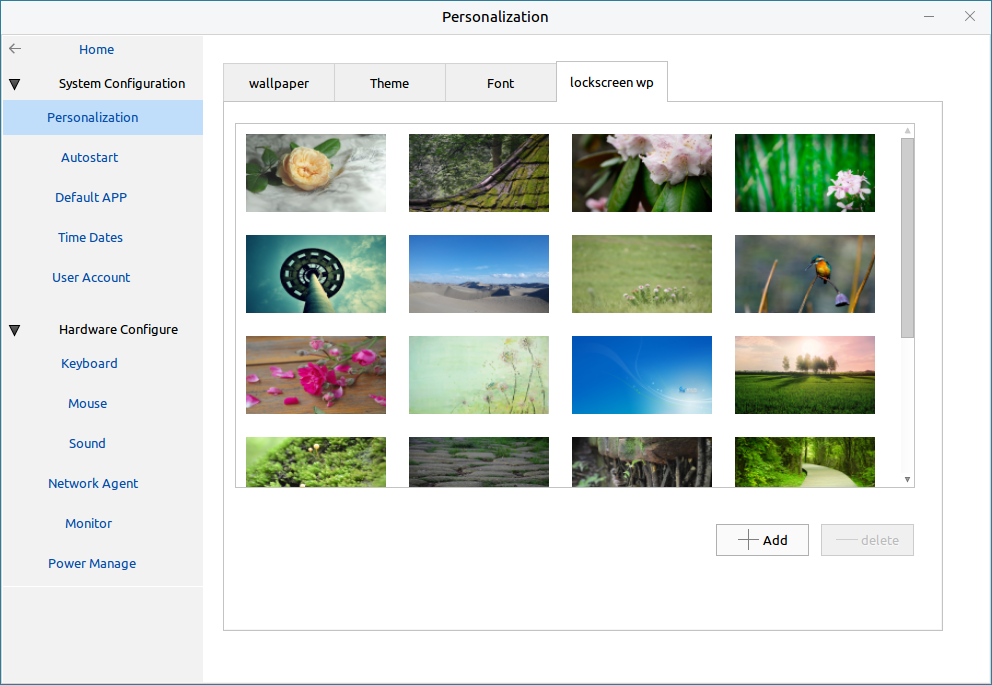 Personalization
Home
System Configuration
Personalization
Autostart
Default APP
Time Dates
User Account
Hardware Configure
Keyboard
Mouse
Sound
Network Agent
Monitor
Power Manage
wallpaper
Theme
Font
lockscreen wp
Add
delete